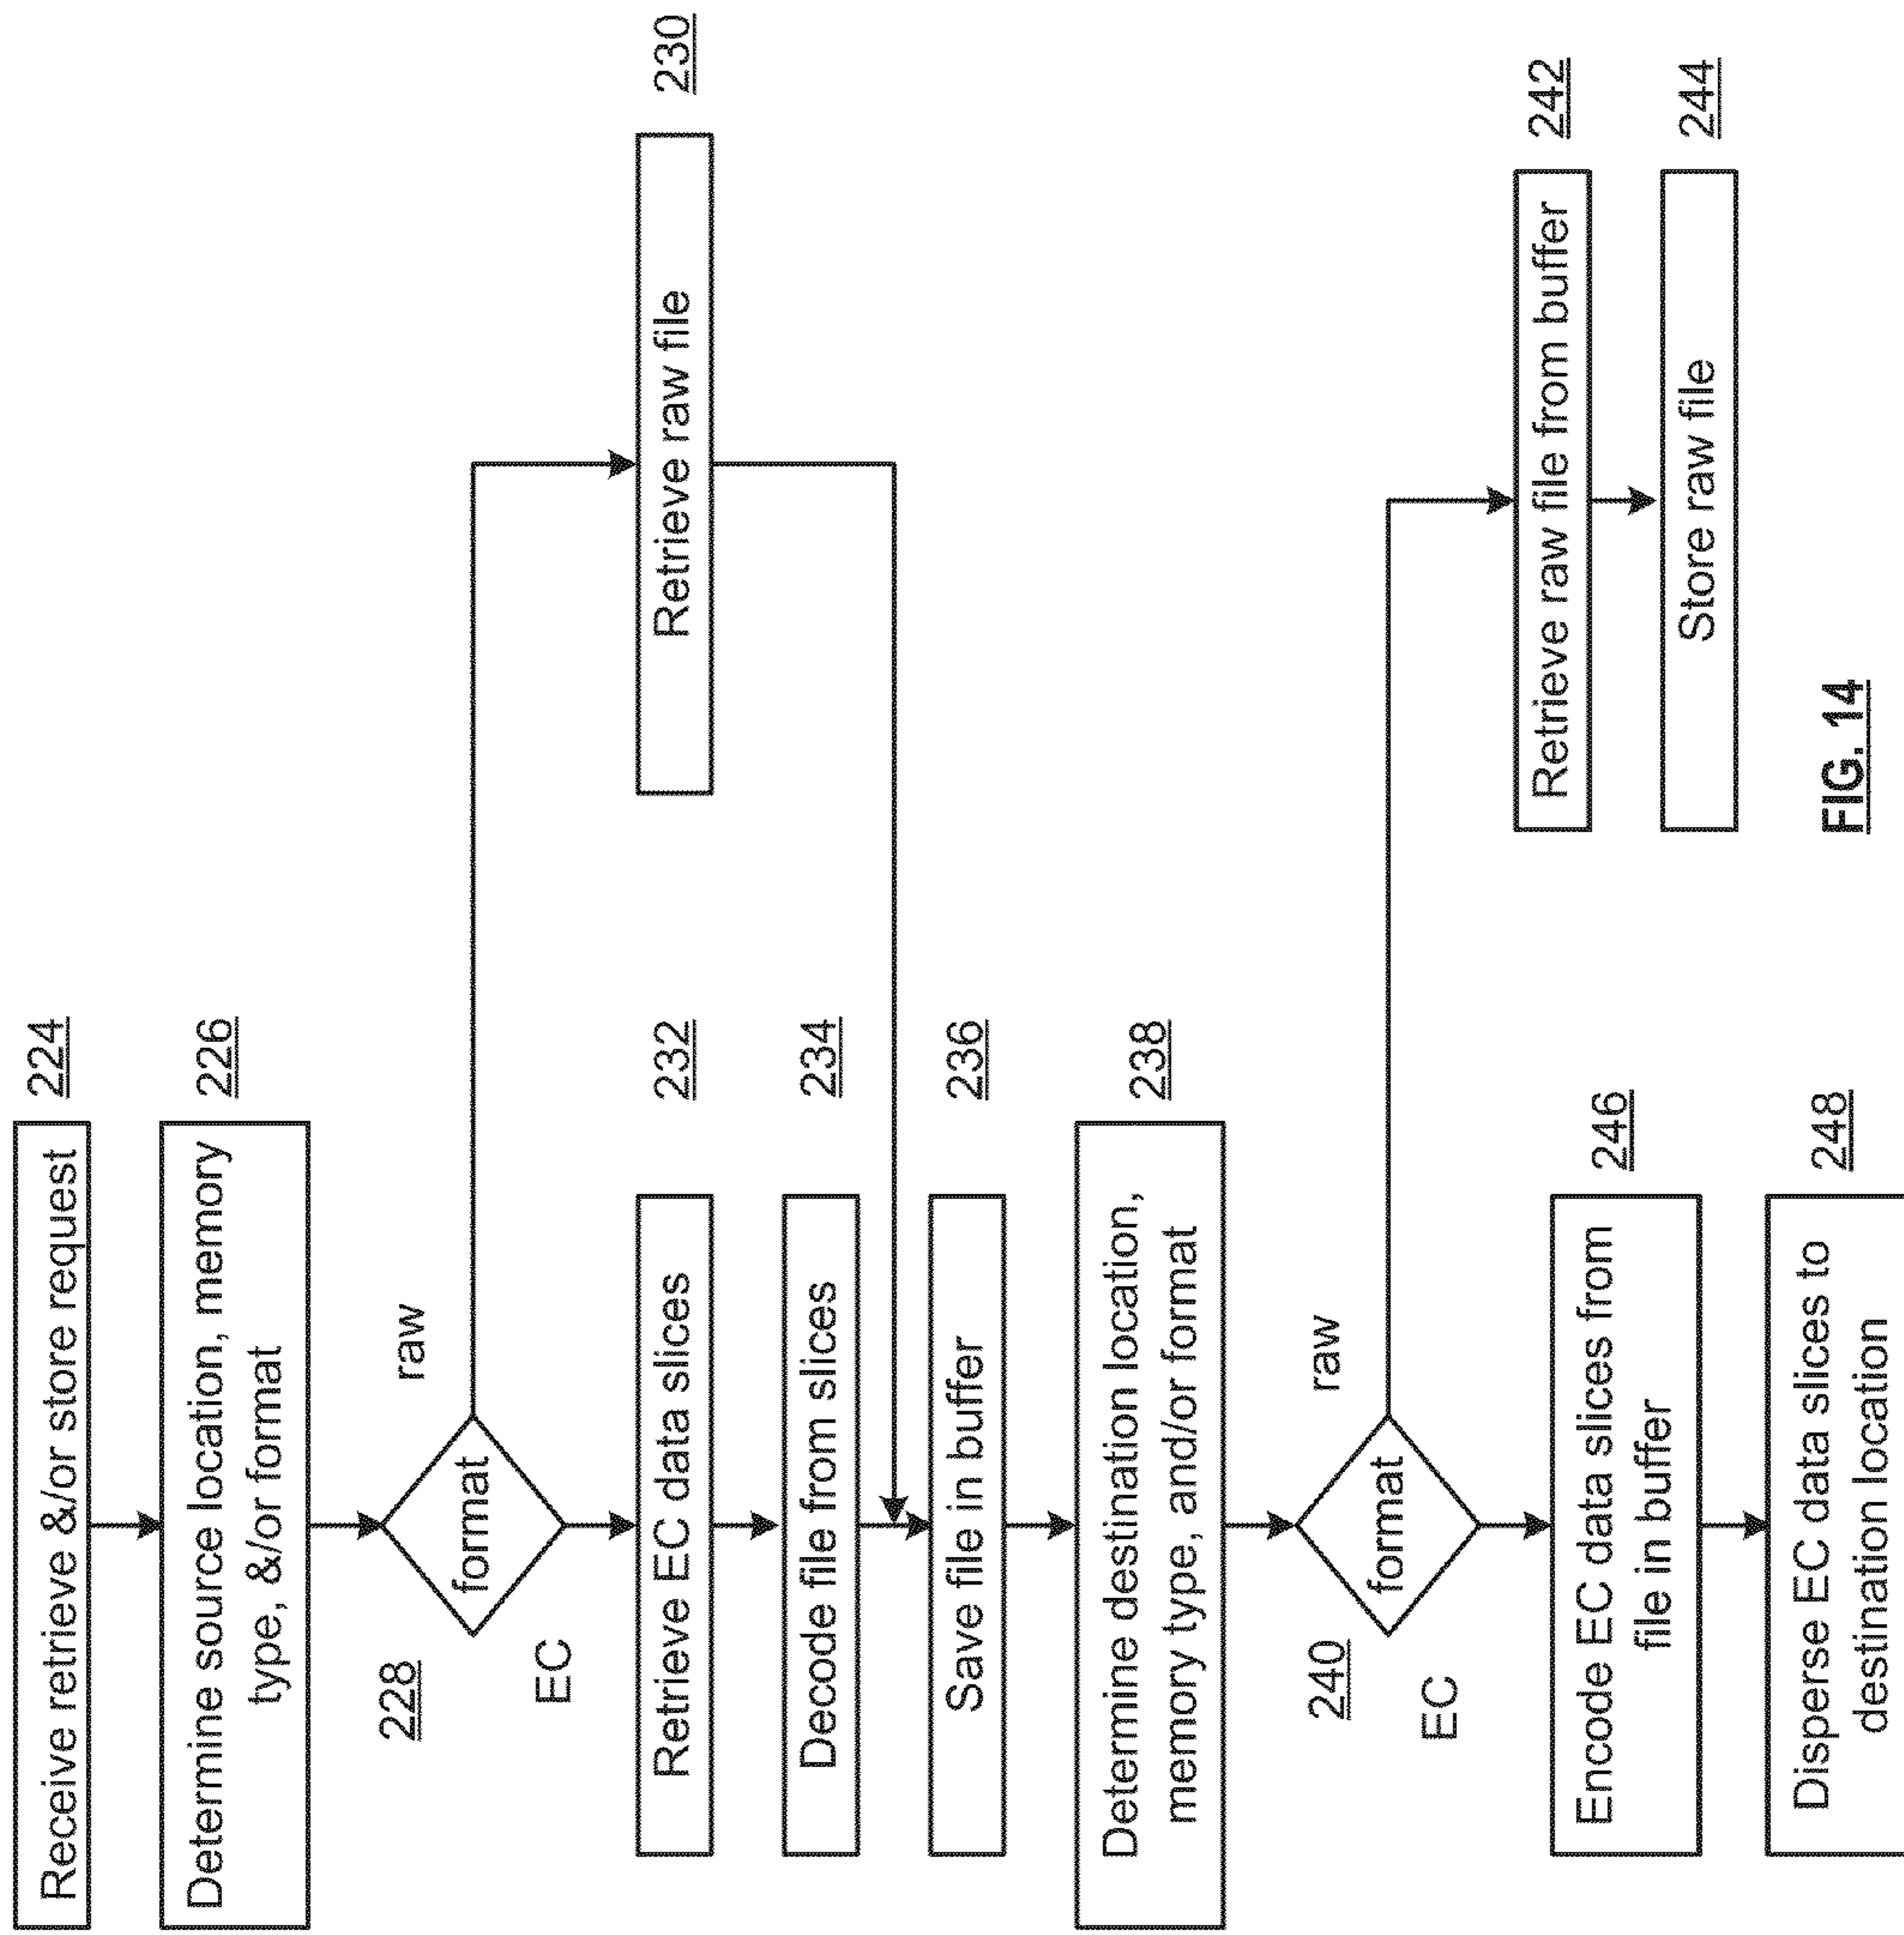 Receive retrieve &/or store request
224
Determine source location, memory
type, &/or format
226
228
format
raw
EC
Retrieve raw file
230
Retrieve EC data slices
232
Decode file from slices
234
Save file in buffer
236
Determine destination location,
memory type, and/or format
238
240
format
raw
EC
Retrieve raw file from buffer
242
Store raw file
244
Encode EC data slices from
file in buffer
246
Disperse EC data slices to
destination location
248
FIG. 14